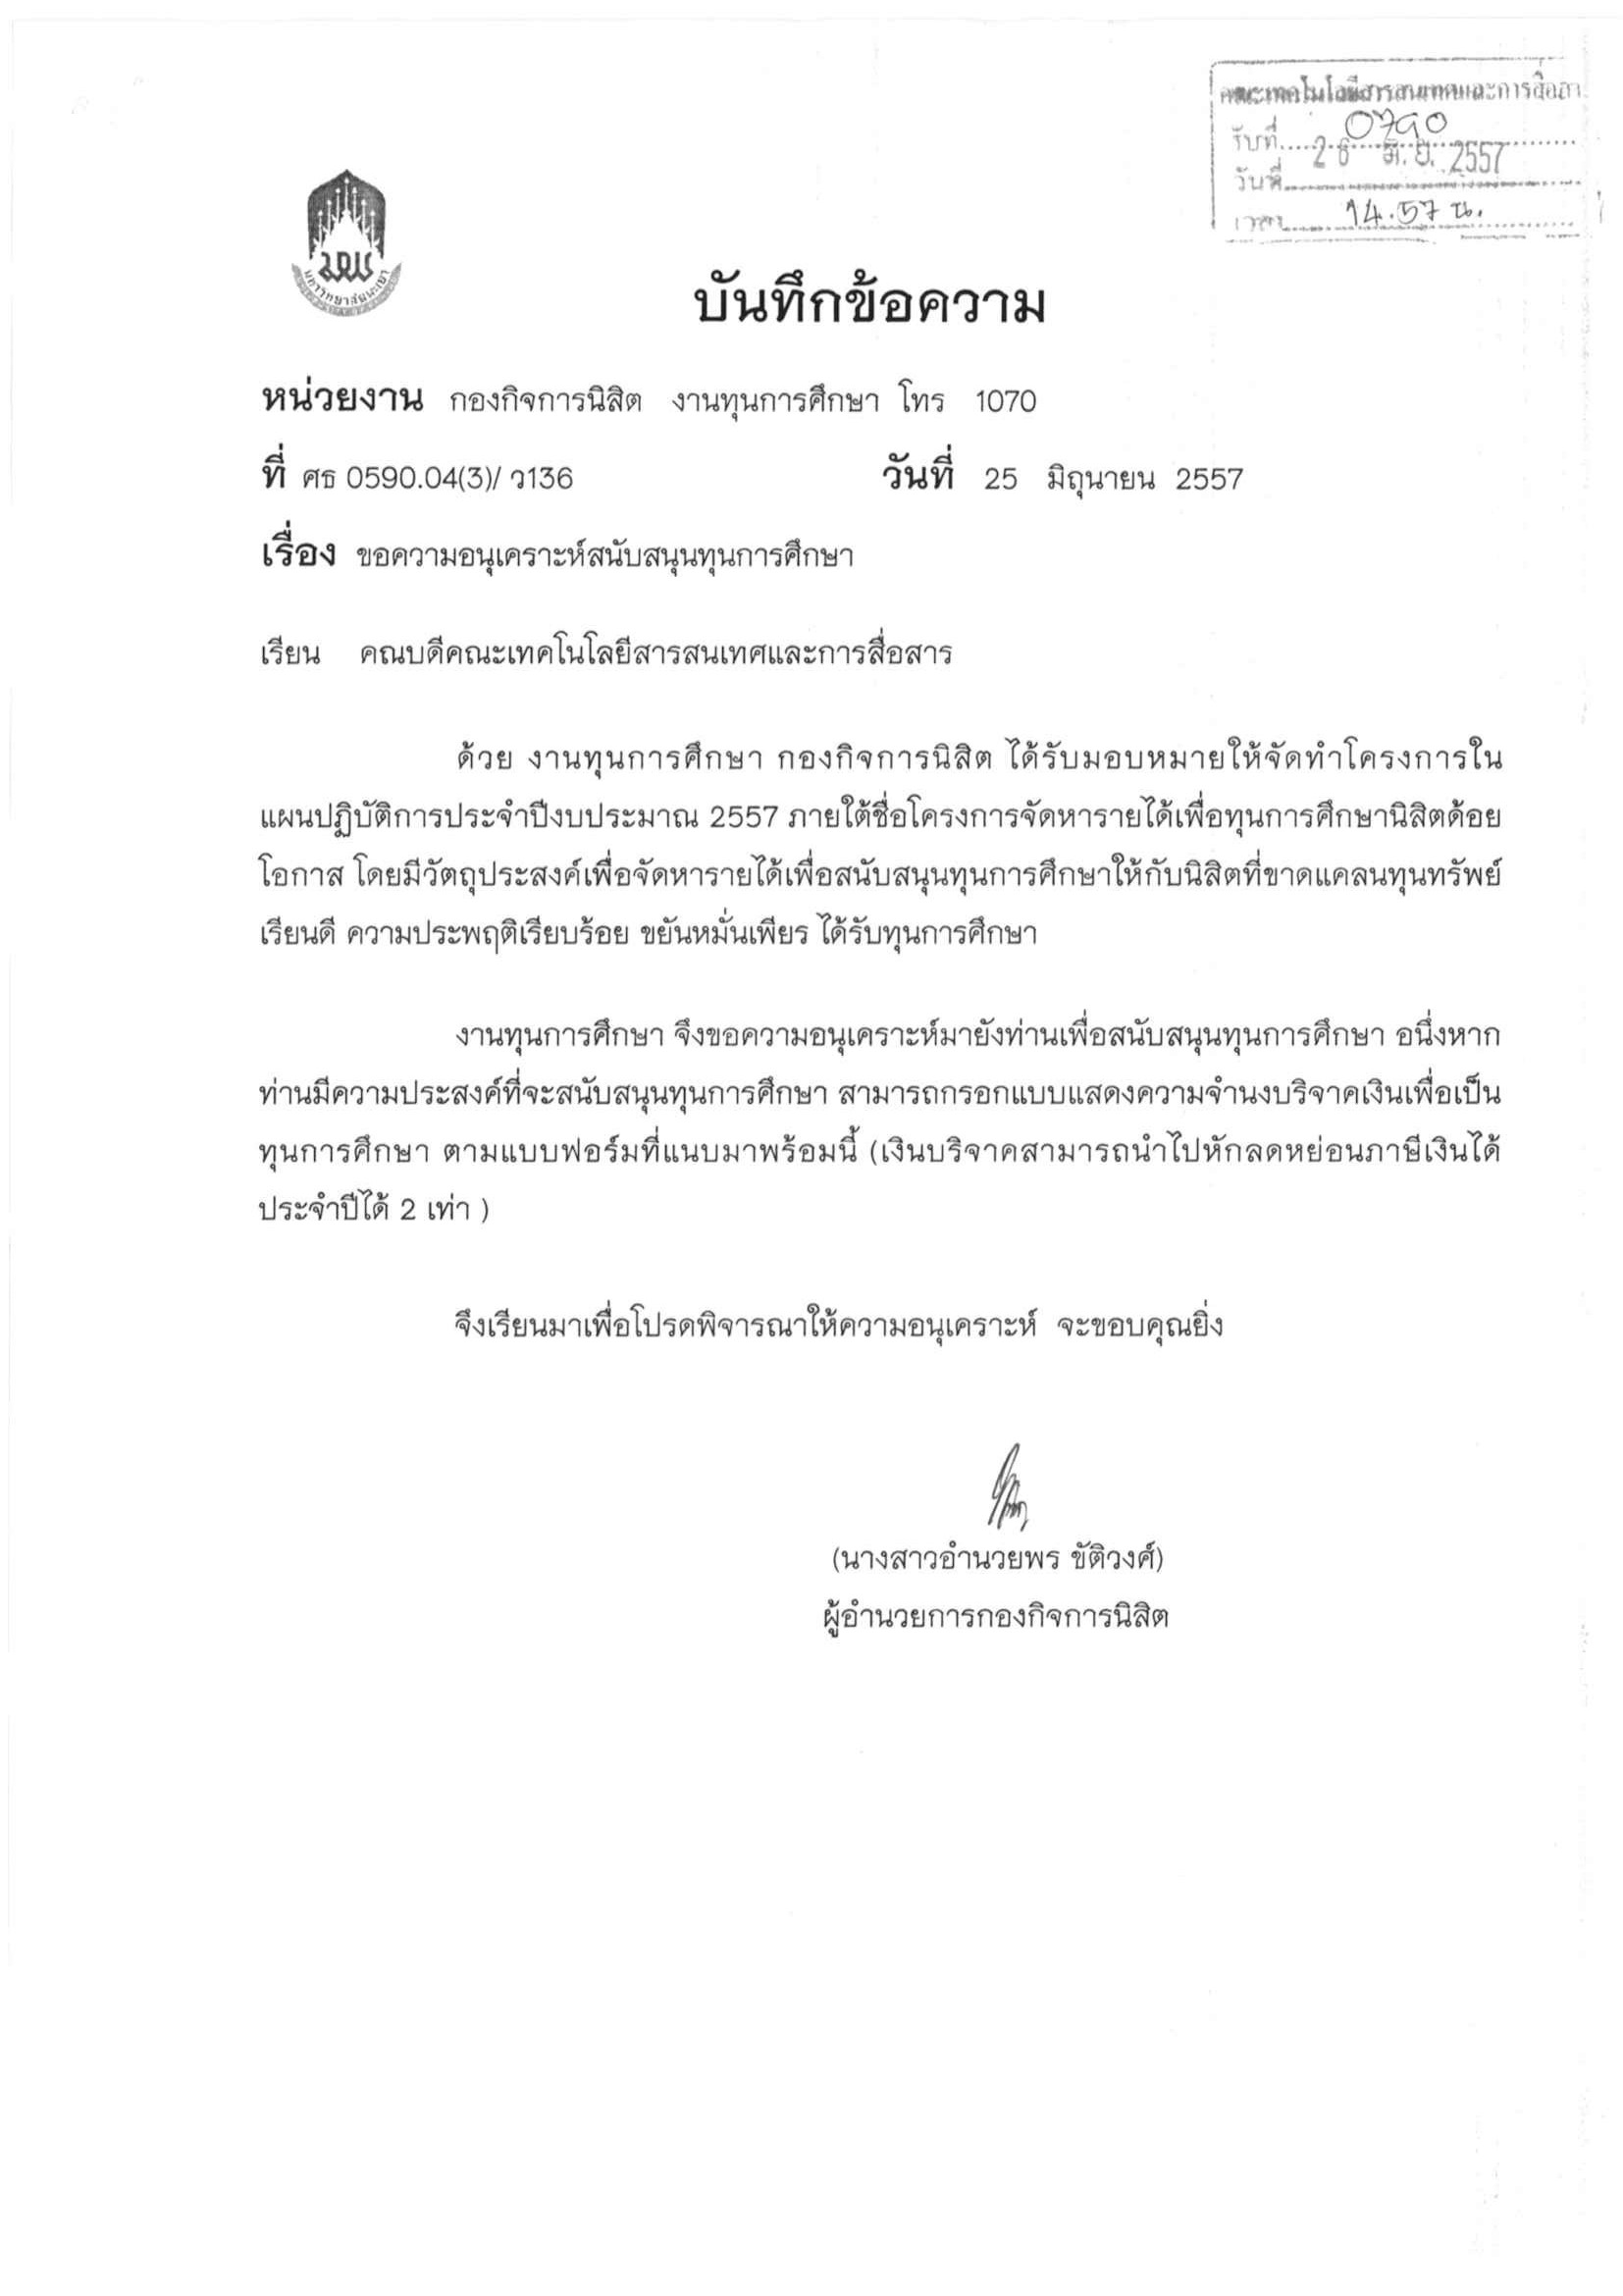 คณะเทคโนโลยีสารสนเทศและการสื่อสา
รับที่ 0790
วันที่ 26 มิ.ย. 2557
เวลา 14.57 น.
มหาวิทยาลัยพะเยา
บันทึกข้อความ
หน่วยงาน กองกิจการนิสิต งานทุนการศึกษา โทร 1070
ที่ ศธ 0590.04(3)/ ว136 วันที่ 25 มิถุนายน 2557
เรื่อง ขอความอนุเคราะห์สนับสนุนทุนการศึกษา
เรียน คณบดีคณะเทคโนโลยีสารสนเทศและการสื่อสาร
ด้วย งานทุนการศึกษา กองกิจการนิสิต ได้รับมอบหมายให้จัดทำโครงการใน
แผนปฏิบัติการประจำปีงบประมาณ 2557 ภายใต้ชื่อโครงการจัดหารายได้เพื่อทุนการศึกษานิสิตด้อย
โอกาส โดยมีวัตถุประสงค์เพื่อจัดหารายได้เพื่อสนับสนุนทุนการศึกษาให้กับนิสิตที่ขาดแคลนทุนทรัพย์
เรียนดี ความประพฤติเรียบร้อย ขยันหมั่นเพียร ได้รับทุนการศึกษา
งานทุนการศึกษา จึงขอความอนุเคราะห์มายังท่านเพื่อสนับสนุนทุนการศึกษา อนึ่งหาก
ท่านมีความประสงค์ที่จะสนับสนุนทุนการศึกษา สามารถกรอกแบบแสดงความจำนงบริจาคเงินเพื่อเป็น
ทุนการศึกษา ตามแบบฟอร์มที่แนบมาพร้อมนี้ (เงินบริจาคสามารถนำไปหักลดหย่อนภาษีเงินได้
ประจำปีได้ 2 เท่า )
จึงเรียนมาเพื่อโปรดพิจารณาให้ความอนุเคราะห์ จะขอบคุณยิ่ง
(นางสาวอำนวยพร ขัติวงศ์)
ผู้อำนวยการกองกิจการนิสิต